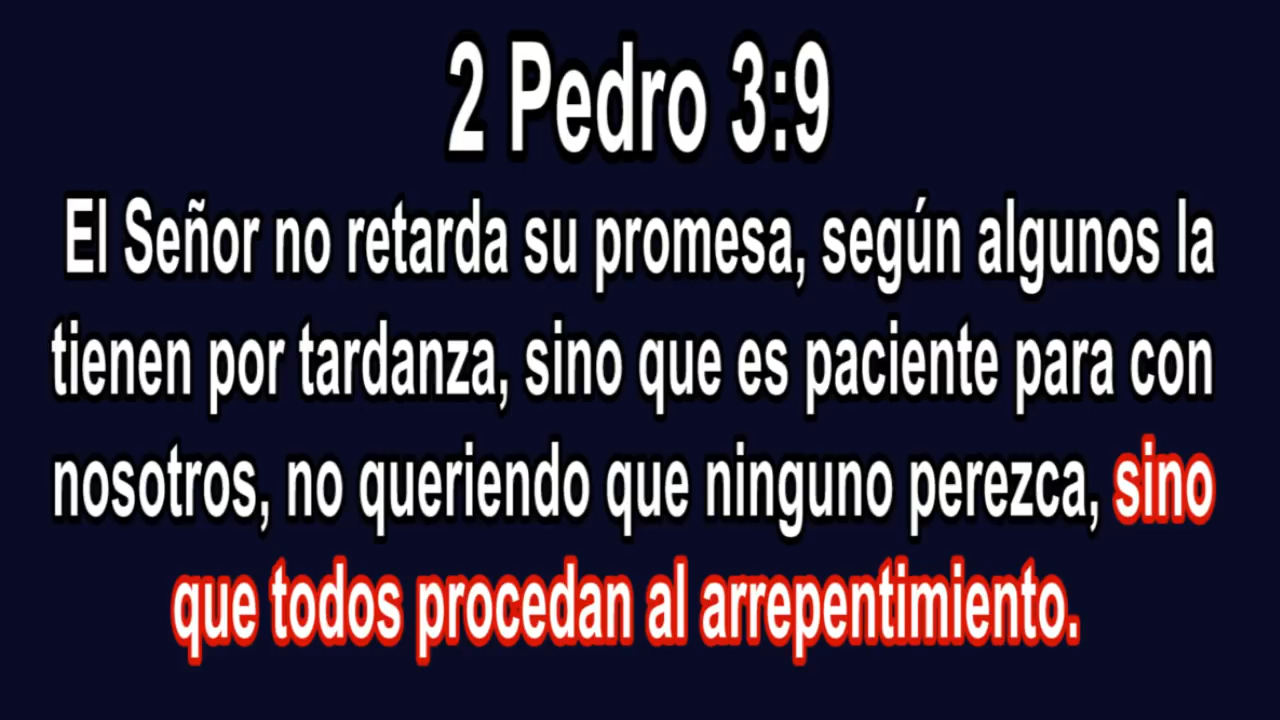 2 Pedro 3:9
El Señor no retarda su promesa, según algunos la
tienen por tardanza, sino que es paciente para con
nosotros, no queriendo que ninguno perezca, sino
que todos procedan al arrepentimiento.